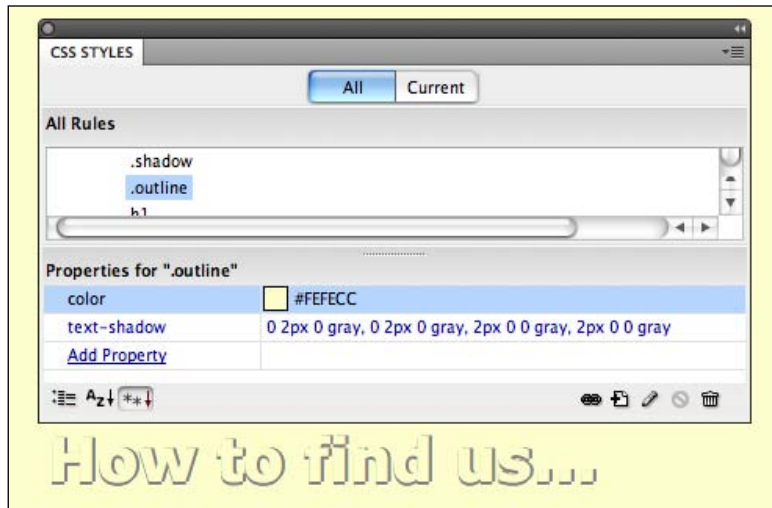 CSS STYLES
All Current
All Rules
.shadow
.outline
h1
Properties for ".outline"
color #FEFECC
text-shadow 0 2px 0 gray, 0 2px 0 gray, 2px 0 0 gray, 2px 0 0 gray
Add Property
How to find us...